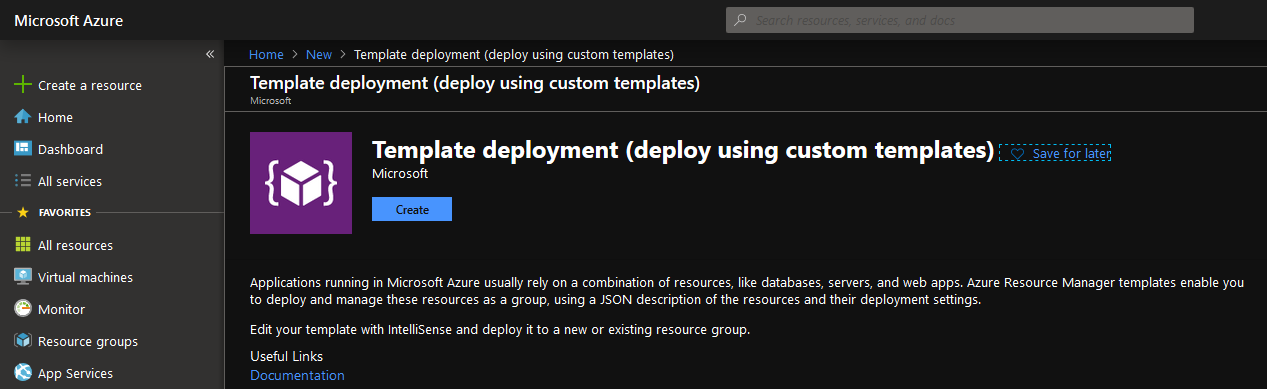 Microsoft Azure
Search resources, services, and docs
«
Home > New > Template deployment (deploy using custom templates)
Template deployment (deploy using custom templates)
Microsoft
Create a resource
Home
Dashboard
All services
FAVORITES
All resources
Virtual machines
Monitor
Resource groups
App Services
Template deployment (deploy using custom templates) Save for later
Microsoft
Create
Applications running in Microsoft Azure usually rely on a combination of resources, like databases, servers, and web apps. Azure Resource Manager templates enable you
to deploy and manage these resources as a group, using a JSON description of the resources and their deployment settings.
Edit your template with IntelliSense and deploy it to a new or existing resource group.
Useful Links
Documentation